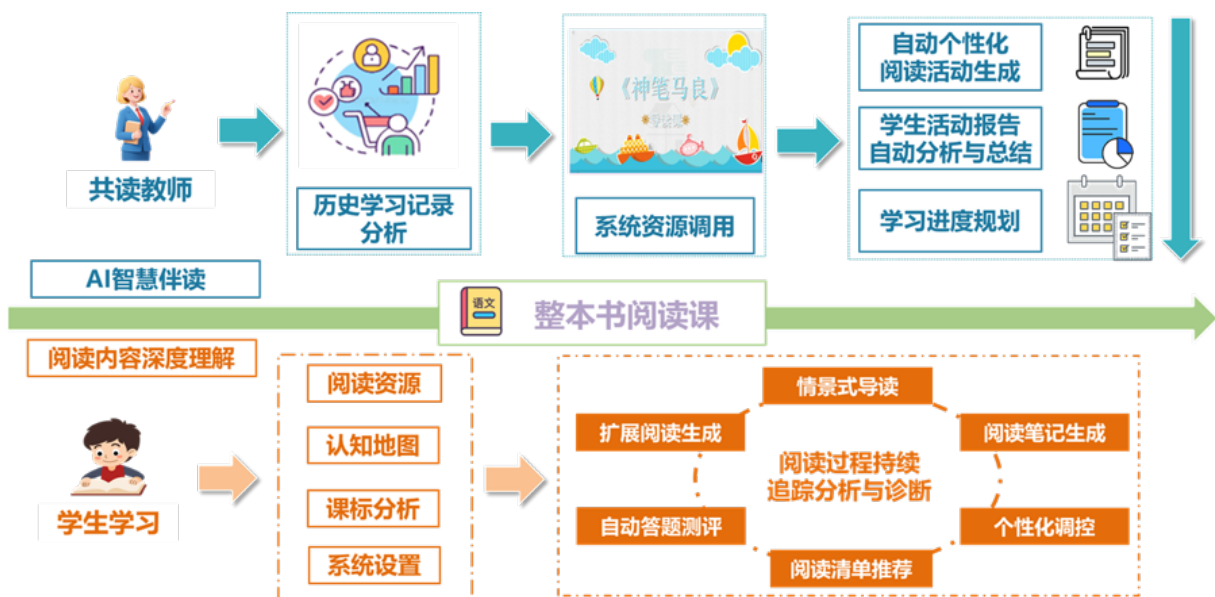 自动个性化
阅读活动生成
《神笔马良》
学生活动报告
自动分析与总结
共读教师
历史学习记录
分析
系统资源调用
学习进度规划
AI智慧伴读
语文
整本书阅读课
阅读内容深度理解
阅读资源
情景式导读
扩展阅读生成
阅读笔记生成
认知地图
阅读过程持续
追踪分析与诊断
课标分析
自动答题测评
个性化调控
学生学习
系统设置
阅读清单推荐